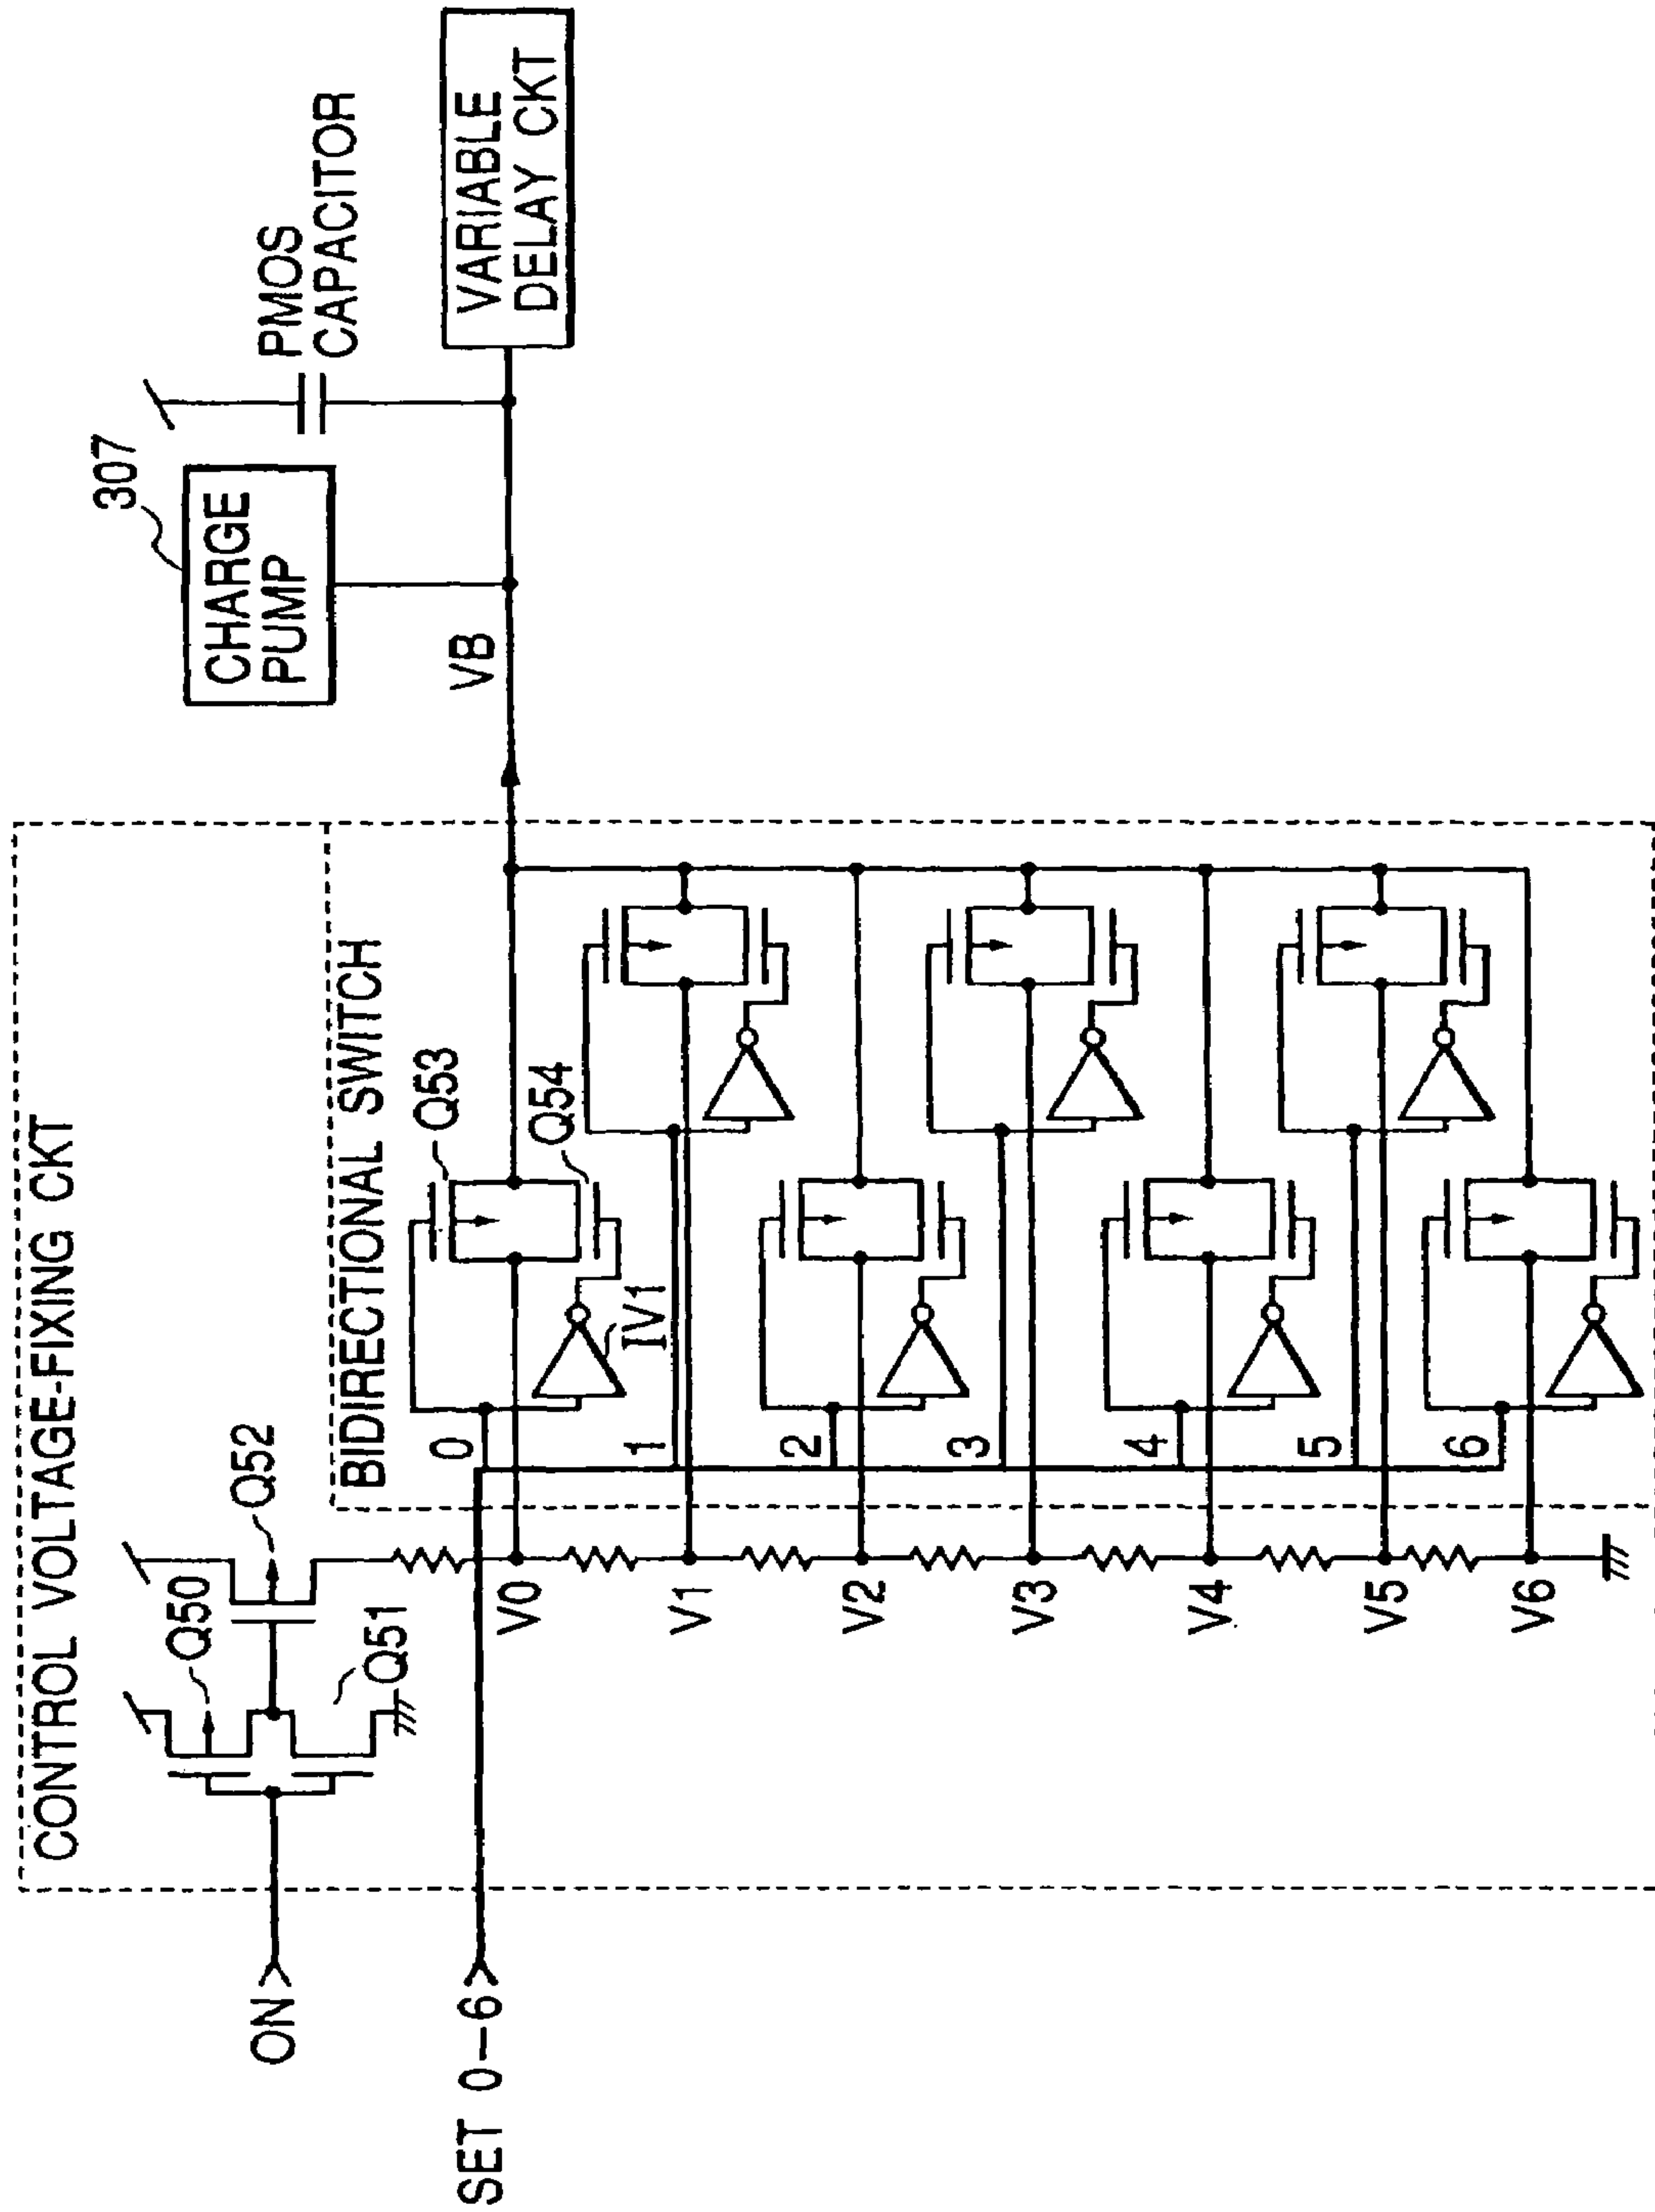 CONTROL VOLTAGE-FIXING CKT
ON
Q50
Q52
Q51
SET 0-6
BIDIRECTIONAL SWITCH
Q53
Q54
IV1
0
1
2
3
4
5
6
V0
V1
V2
V3
V4
V5
V6
VB
307
CHARGE
PUMP
PMOS
CAPACITOR
VARIABLE
DELAY CKT